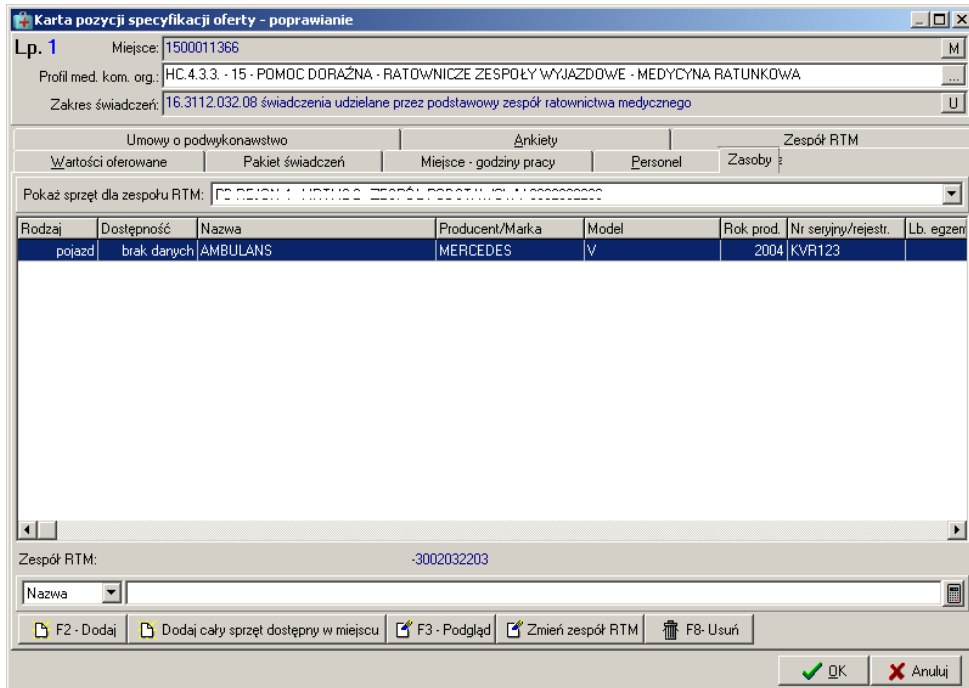 Karta pozycji specyfikacji oferty - poprawianie
Lp. 1 Miejsce: 1500011366 M
Profil med. kom. org.: HC.4.3.3. - 15 - POMOC DORAŹNA - RATOWNICZE ZESPOŁY WYJAZDOWE - MEDYCYNA RATUNKOWA ...
Zakres świadczeń: 16.3112.032.08 świadczenia udzielane przez podstawowy zespół ratownictwa medycznego U
Umowy o podwykonawstwo Ankiety Zespół RTM
Wartości oferowane Pakiet świadczeń Miejsce - godziny pracy Personel Zasoby
Pokaż sprzęt dla zespołu RTM:
Rodzaj Dostępność Nazwa Producent/Marka Model Rok prod. Nr seryjny/rejestr. Lb. egzem
pojazd brak danych AMBULANS MERCEDES V 2004 KVR123
Zespół RTM: -3002032203
Nazwa
F2 - Dodaj Dodaj cały sprzęt dostępny w miejscu F3 - Podgląd Zmień zespół RTM F8- Usuń
OK Anuluj